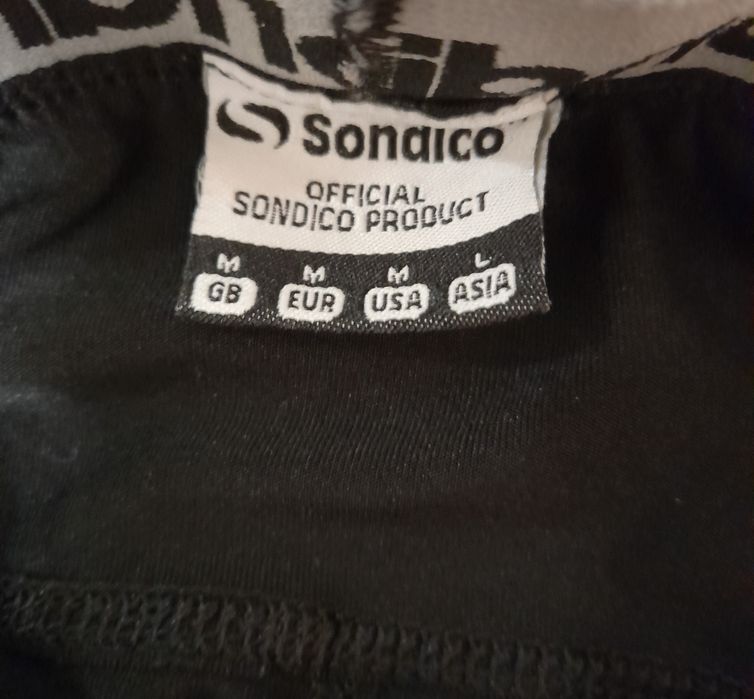 Sondico
OFFICIAL
SONDICO PRODUCT
M M M L
GB EUR USA ASIA